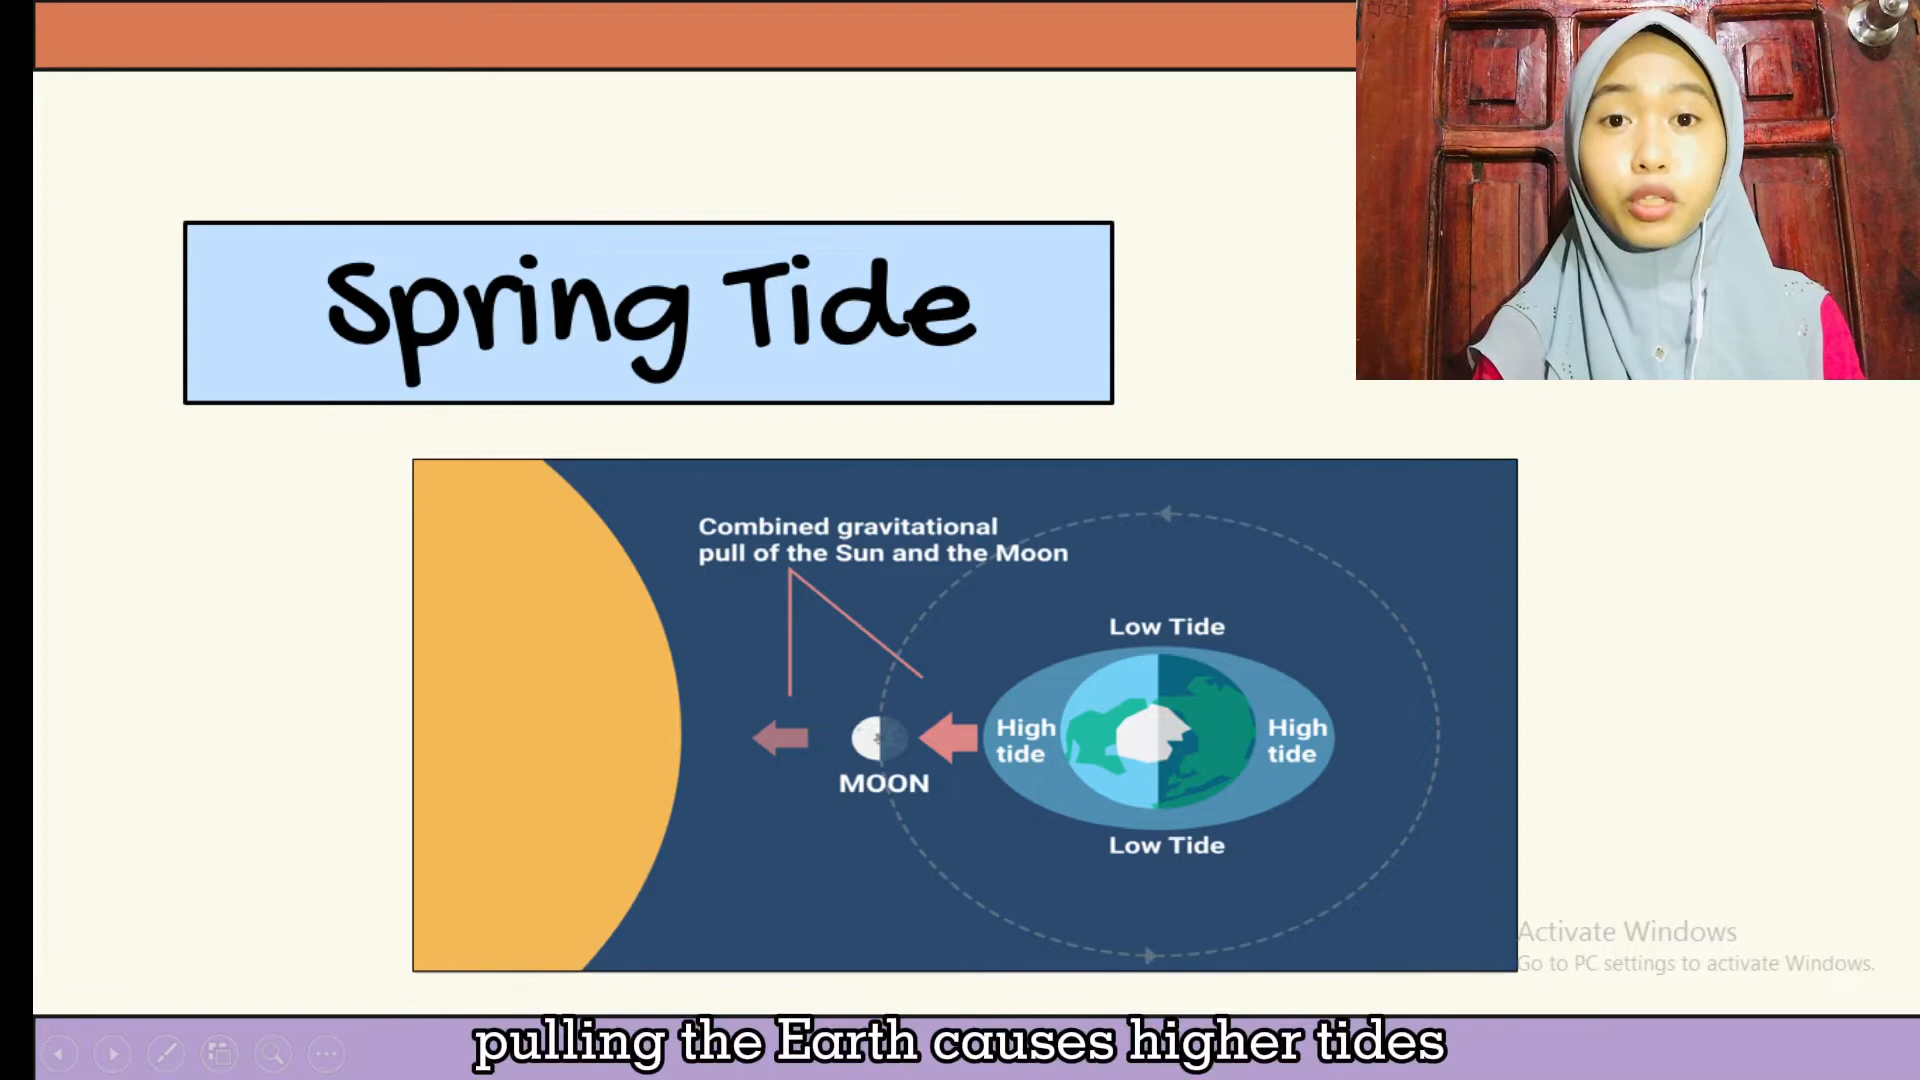 Spring Tide
Combined gravitational
pull of the Sun and the Moon
Low Tide
High
tide
High
tide
MOON
Low Tide
Activate Windows
Go to PC settings to activate Windows.
pulling the Earth causes higher tides